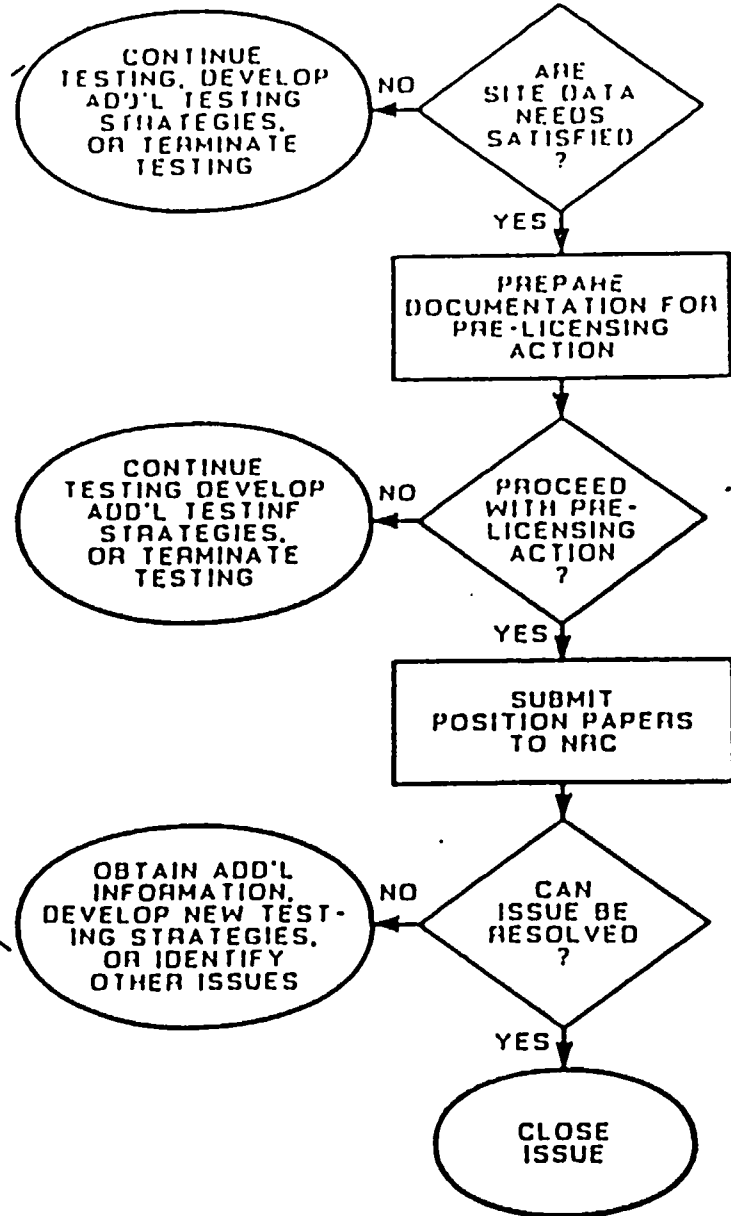 CONTINUE
TESTING, DEVELOP
ADD'L TESTING
STRATEGIES,
OR TERMINATE
TESTING
NO
ARE
SITE DATA
NEEDS
SATISFIED
?
YES
PREPARE
DOCUMENTATION FOR
PRE-LICENSING
ACTION
CONTINUE
TESTING DEVELOP
ADD'L TESTINF
STRATEGIES,
OR TERMINATE
TESTING
NO
PROCEED
WITH PRE-
LICENSING
ACTION
?
YES
SUBMIT
POSITION PAPERS
TO NRC
OBTAIN ADD'L
INFORMATION,
DEVELOP NEW TEST-
ING STRATEGIES,
OR IDENTIFY
OTHER ISSUES
NO
CAN
ISSUE BE
RESOLVED
?
YES
CLOSE
ISSUE